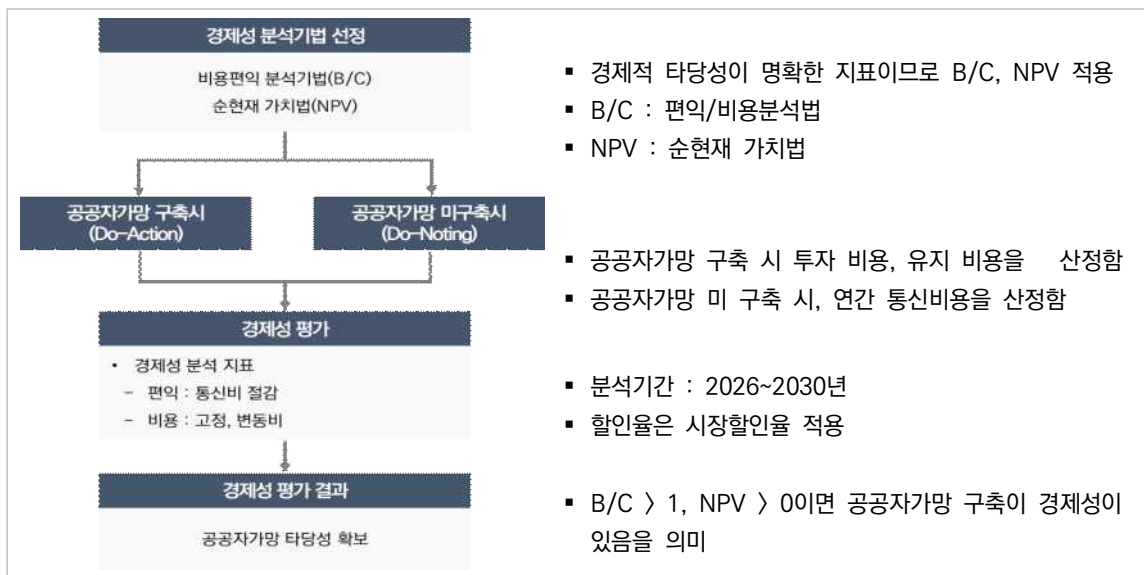 경제성 분석기법 선정
비용편익 분석기법(B/C)
순현재 가치법(NPV)
▪ 경제적 타당성이 명확한 지표이므로 B/C, NPV 적용
▪ B/C : 편익/비용분석법
▪ NPV : 순현재 가치법
공공자가망 구축시
(Do-Action)
공공자가망 미구축시
(Do-Noting)
▪ 공공자가망 구축 시 투자 비용, 유지 비용을 산정함
▪ 공공자가망 미 구축 시, 연간 통신비용을 산정함
경제성 평가
• 경제성 분석 지표
- 편익 : 통신비 절감
- 비용 : 고정, 변동비
▪ 분석기간 : 2026~2030년
▪ 할인율은 시장할인율 적용
경제성 평가 결과
공공자가망 타당성 확보
▪ B/C 〉 1, NPV 〉 0이면 공공자가망 구축이 경제성이
있음을 의미